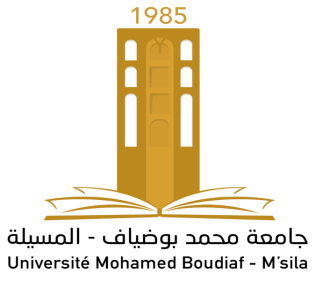 1985
جامعة محمد بوضياف - المسيلة
Université Mohamed Boudiaf - M'sila